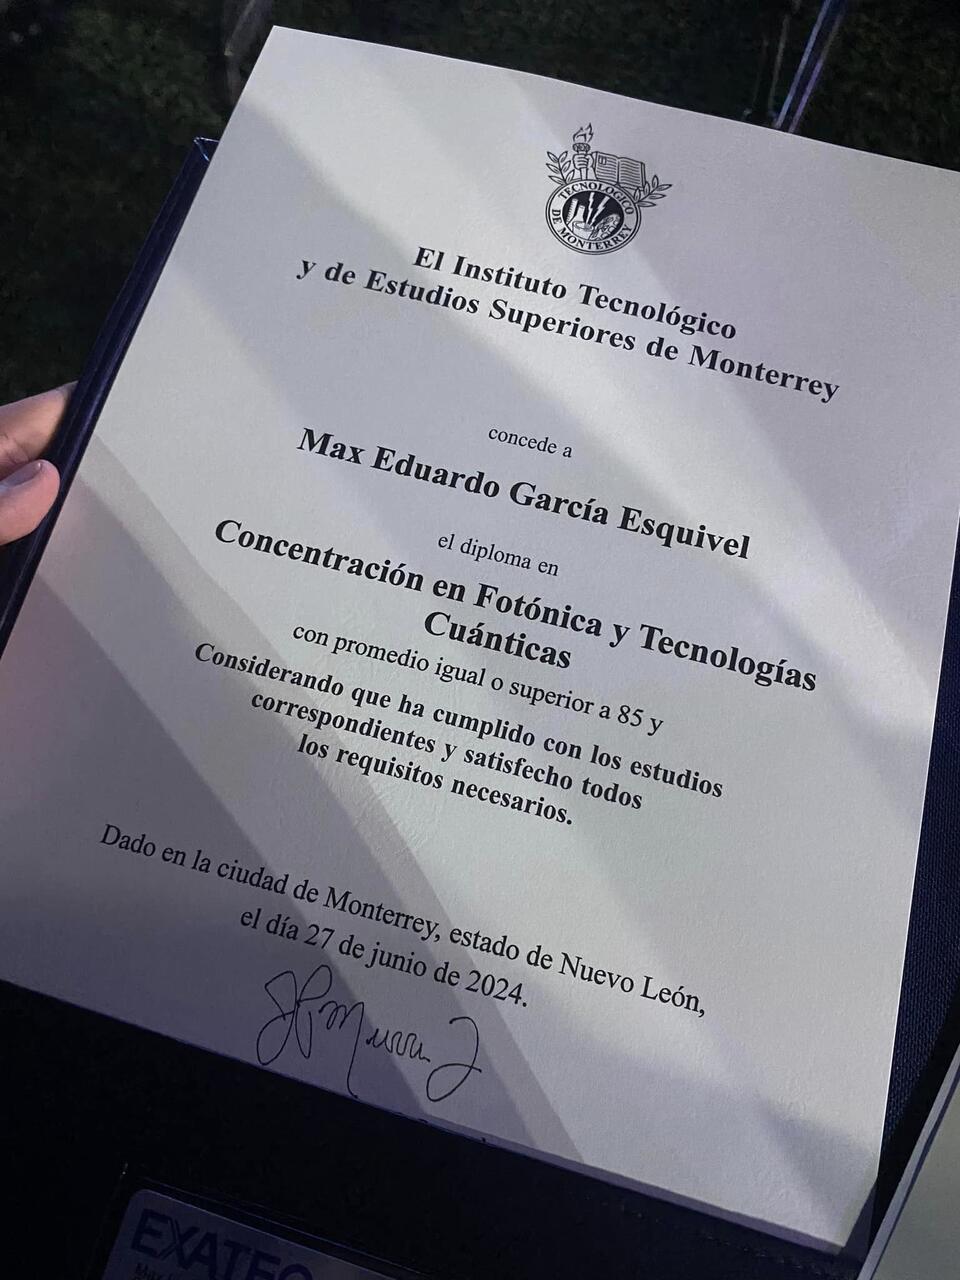 TECNOLOGICO
DE MONTERREY
El Instituto Tecnológico
y de Estudios Superiores de Monterrey
concede a
Max Eduardo García Esquivel
el diploma en
Concentración en Fotónica y Tecnologías
Cuánticas
con promedio igual o superior a 85 y
Considerando que ha cumplido con los estudios
correspondientes y satisfecho todos
los requisitos necesarios.
Dado en la ciudad de Monterrey, estado de Nuevo León,
el día 27 de junio de 2024.
EXATEC